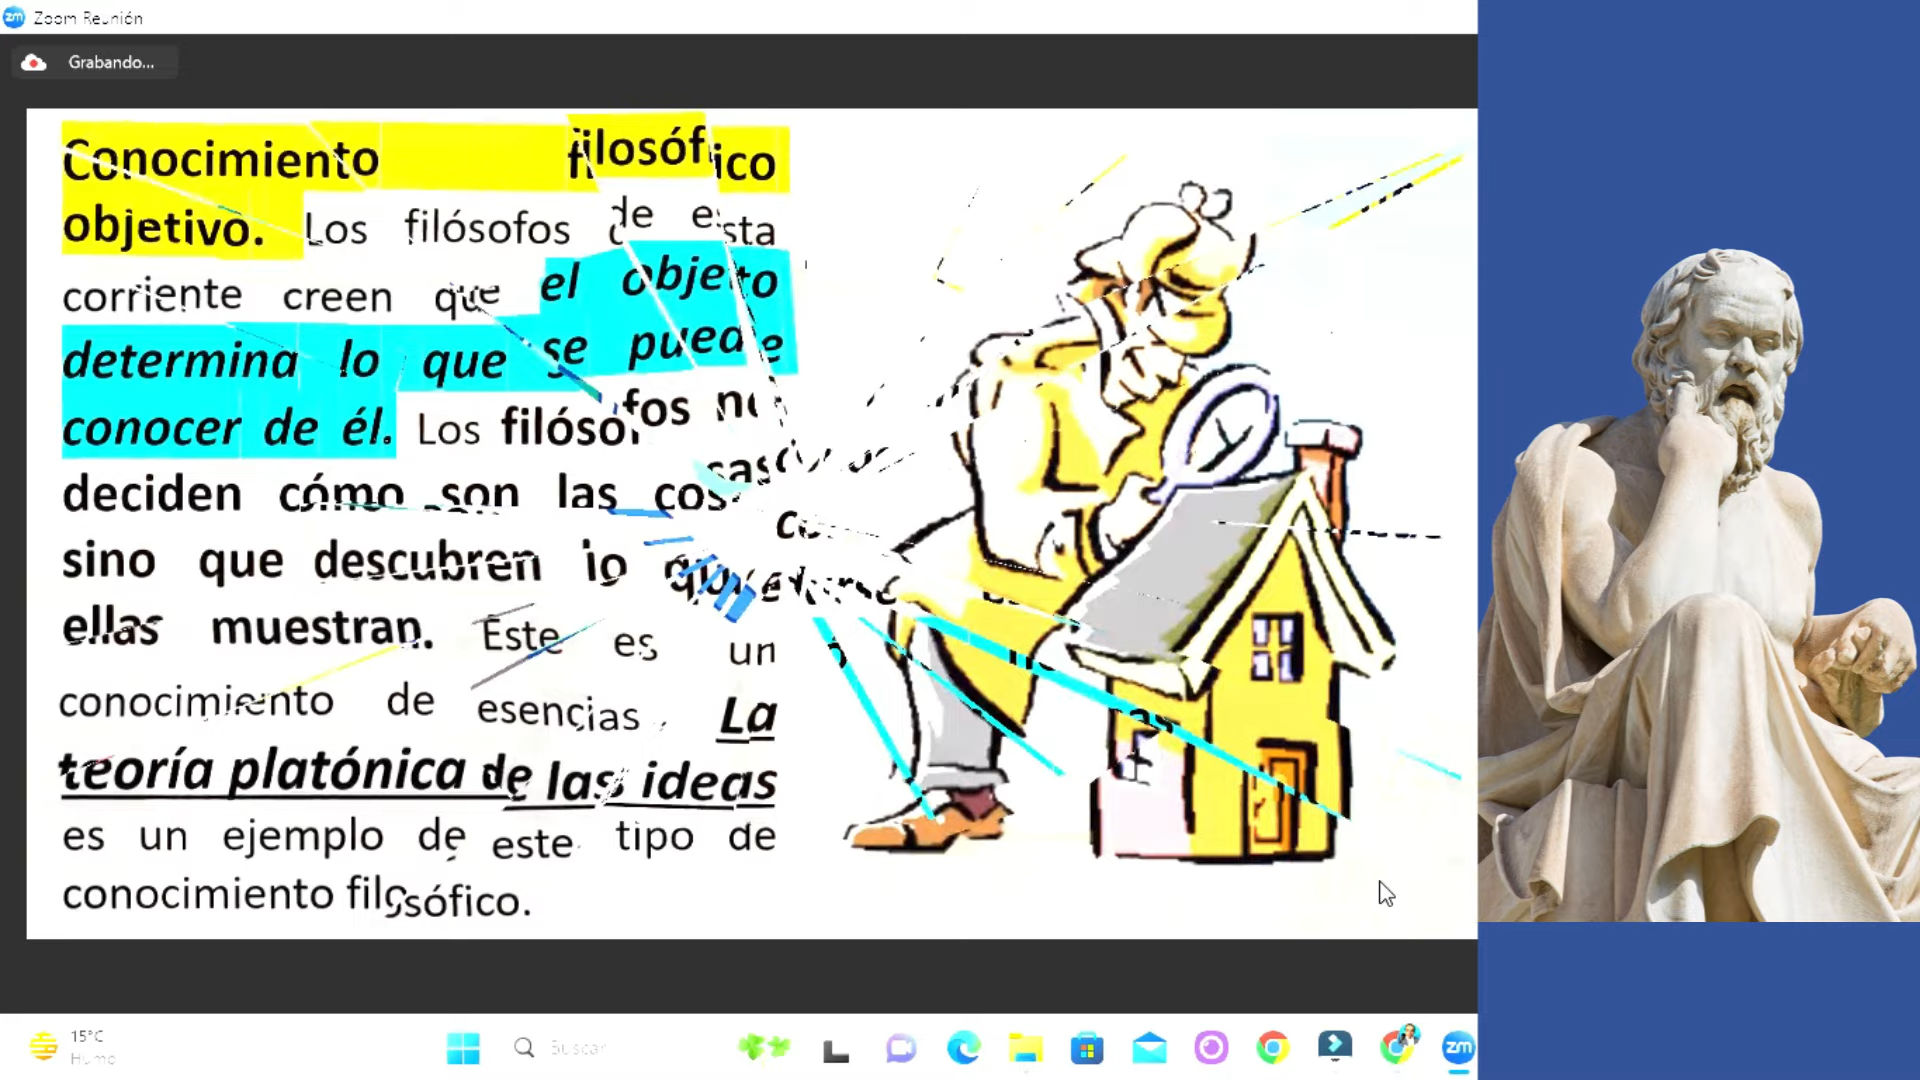 Zoom Reunión
Grabando...
Conocimiento filosófico
objetivo. Los filósofos de esta
corriente creen que el objeto
determina lo que se puede
conocer de él. Los filósofos no
deciden cómo son las cosas
sino que descubren lo que
ellas muestran. Este es un
conocimiento de esencias. La
teoría platónica de las ideas
es un ejemplo de este tipo de
conocimiento filosófico.
15°C
Humo
Buscar
zm